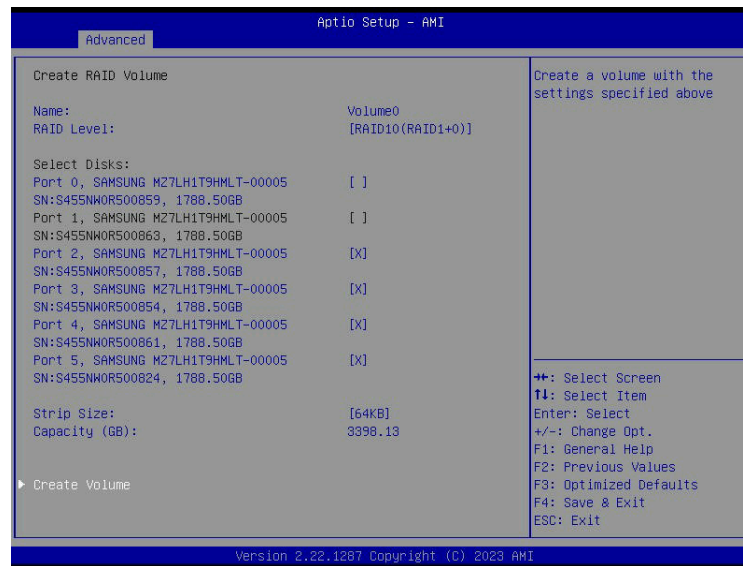 Aptio Setup - AMI
Advanced
Create RAID Volume
Name: Volume0
RAID Level: [RAID10(RAID1+0)]
Select Disks:
Port 0, SAMSUNG MZ7LH1T9HMLT-00005 [ ]
SN:S455NW0R500859, 1788.50GB
Port 1, SAMSUNG MZ7LH1T9HMLT-00005 [ ]
SN:S455NW0R500863, 1788.50GB
Port 2, SAMSUNG MZ7LH1T9HMLT-00005 [X]
SN:S455NW0R500857, 1788.50GB
Port 3, SAMSUNG MZ7LH1T9HMLT-00005 [X]
SN:S455NW0R500854, 1788.50GB
Port 4, SAMSUNG MZ7LH1T9HMLT-00005 [X]
SN:S455NW0R500861, 1788.50GB
Port 5, SAMSUNG MZ7LH1T9HMLT-00005 [X]
SN:S455NW0R500824, 1788.50GB
Strip Size: [64KB]
Capacity (GB): 3398.13
► Create Volume
Create a volume with the
settings specified above
→←: Select Screen
↑↓: Select Item
Enter: Select
+/-: Change Opt.
F1: General Help
F2: Previous Values
F3: Optimized Defaults
F4: Save & Exit
ESC: Exit
Version 2.22.1287 Copyright (C) 2023 AMI